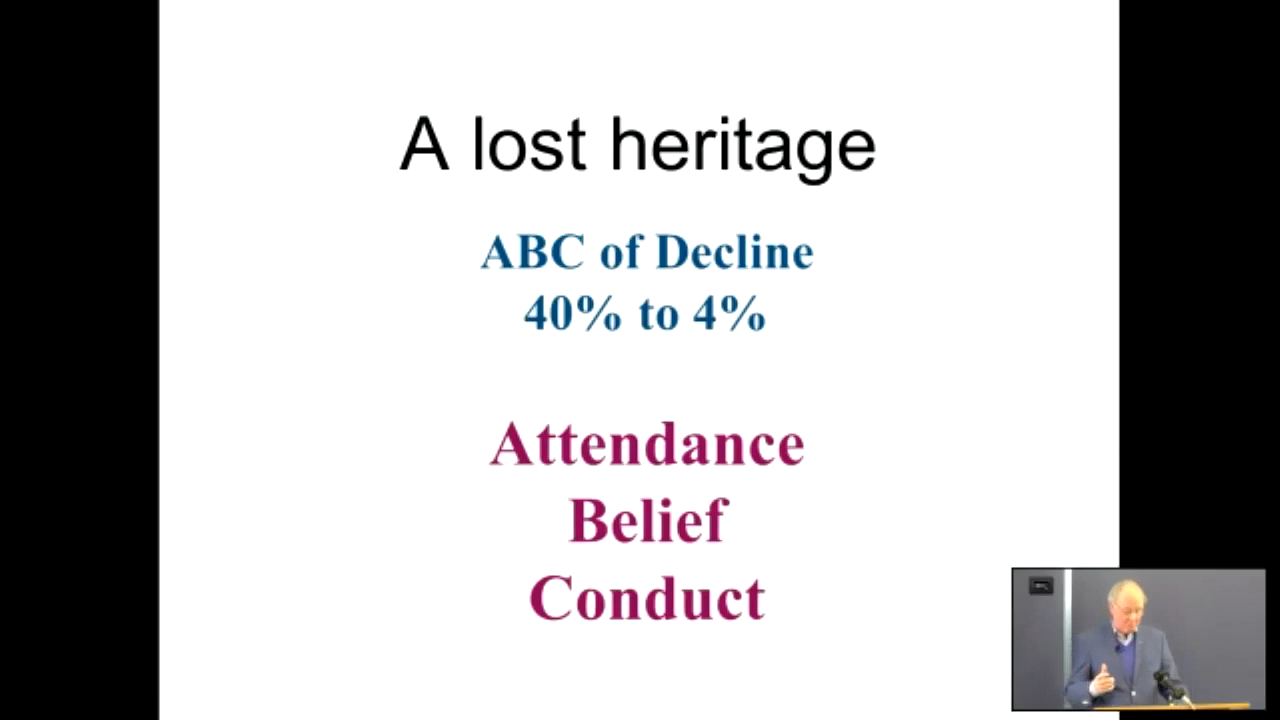 A lost heritage
ABC of Decline
40% to 4%
Attendance
Belief
Conduct